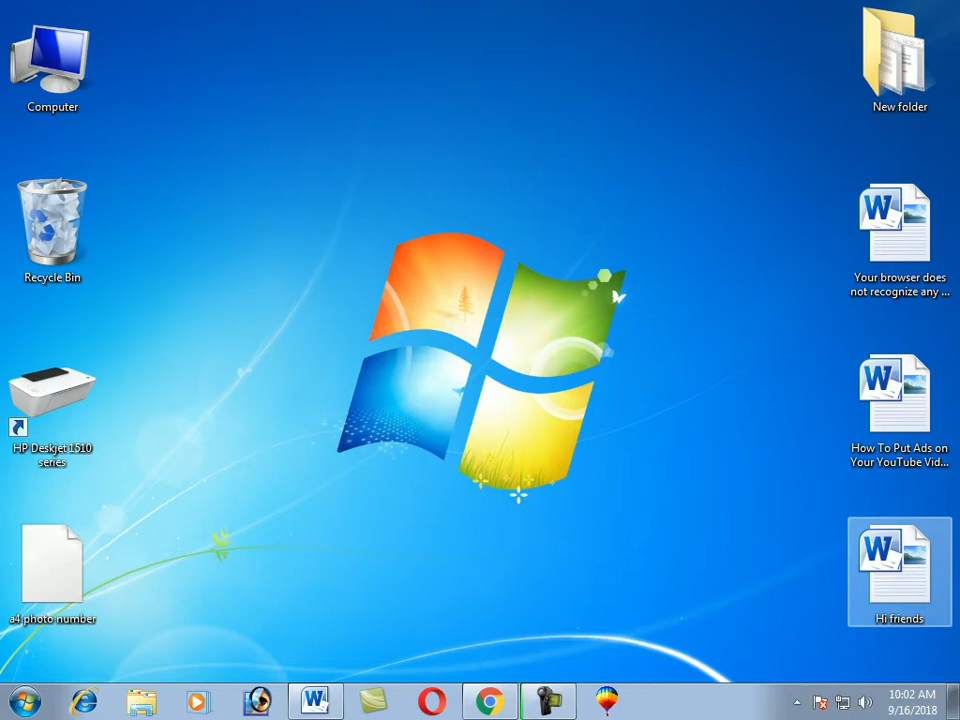 Computer
New folder
Recycle Bin
Your browser does
not recognize any ...
HP Deskjet 1510
series
How To Put Ads on
Your YouTube Vid...
a4 photo number
Hi friends
10:02 AM
9/16/2018